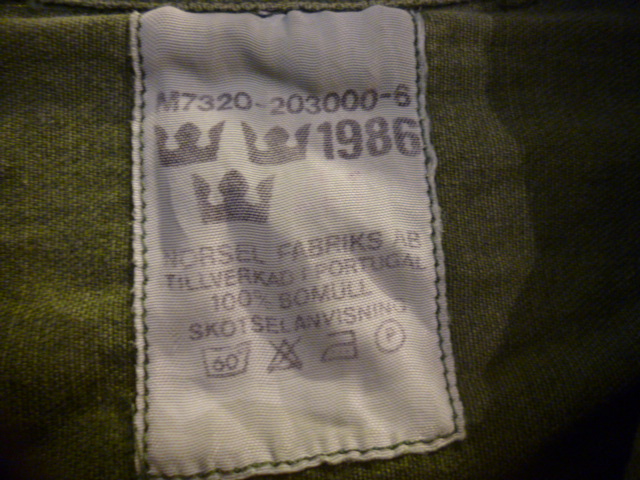 M7320-203000-6
1986
NORSEL FABRIKS AB
TILLVERKAD I PORTUGAL
100% BOMULL
SKÖTSELANVISNING
60°
P